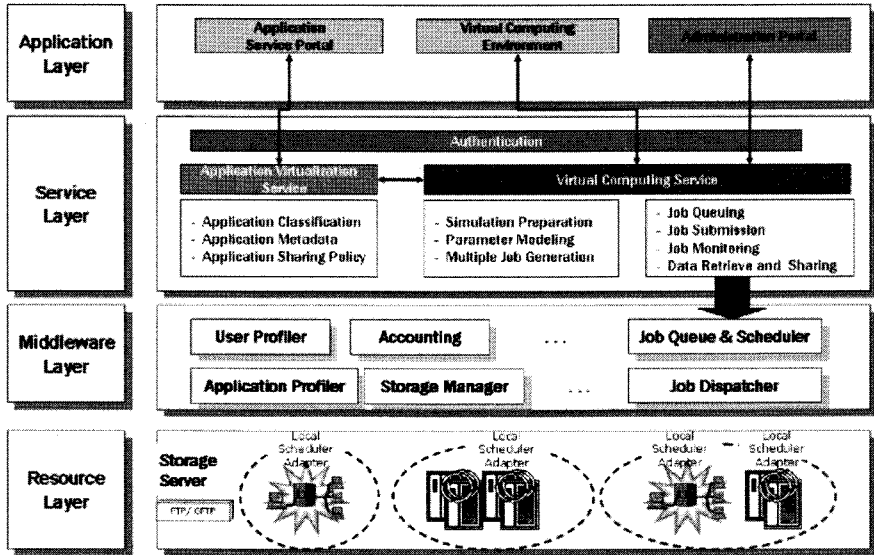 Application
Layer
Application
Service Portal
Virtual Computing
Environment
Administration Portal
Service
Layer
Authentication
Application Virtualization
Service
Virtual Computing Service
- Application Classification
- Application Metadata
- Application Sharing Policy
- Simulation Preparation
- Parameter Modeling
- Multiple Job Generation
- Job Queuing
- Job Submission
- Job Monitoring
- Data Retrieve and Sharing
Middleware
Layer
User Profiler
Accounting
...
Job Queue & Scheduler
Application Profiler
Storage Manager
...
Job Dispatcher
Resource
Layer
Storage
Server
Local
Scheduler
Adapter
Local
Scheduler
Adapter
Local
Scheduler
Adapter
Local
Scheduler
Adapter